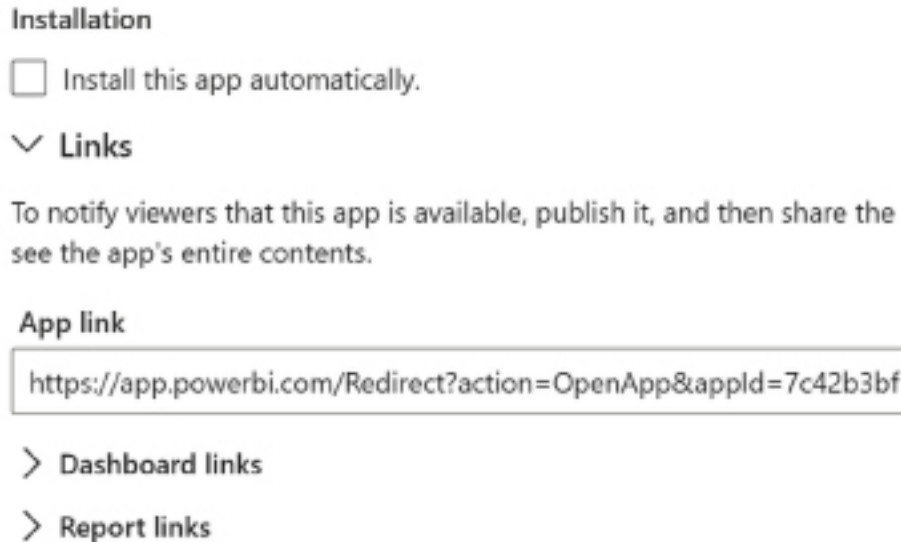 Installation
Install this app automatically.
Links
To notify viewers that this app is available, publish it, and then share the
see the app's entire contents.
App link
https://app.powerbi.com/Redirect?action=OpenApp&appId=7c42b3bf
Dashboard links
Report links